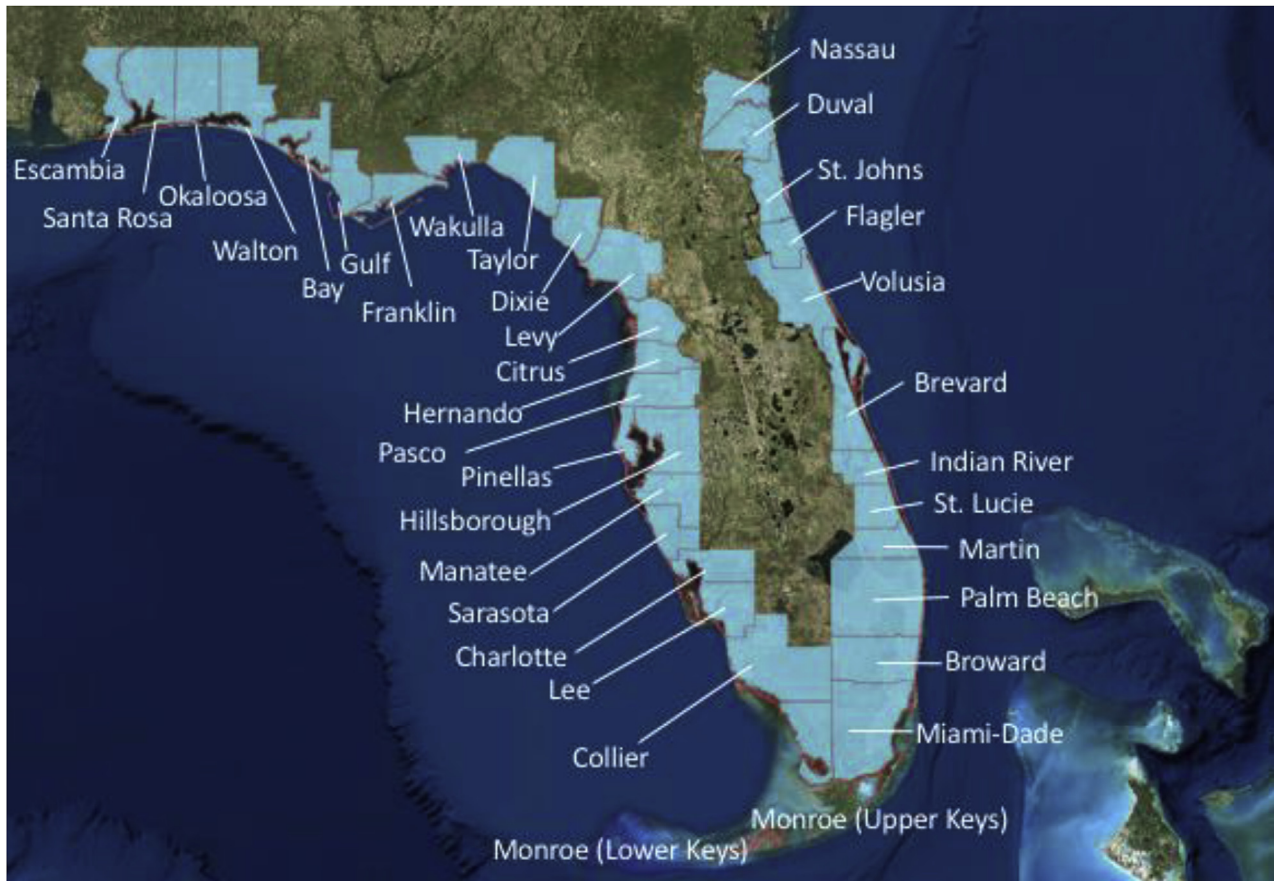 Nassau
Duval
St. Johns
Flagler
Volusia
Brevard
Indian River
St. Lucie
Martin
Palm Beach
Broward
Miami-Dade
Monroe (Upper Keys)
Monroe (Lower Keys)
Escambia
Santa Rosa
Okaloosa
Walton
Bay
Gulf
Franklin
Wakulla
Taylor
Dixie
Levy
Citrus
Hernando
Pasco
Pinellas
Hillsborough
Manatee
Sarasota
Charlotte
Lee
Collier